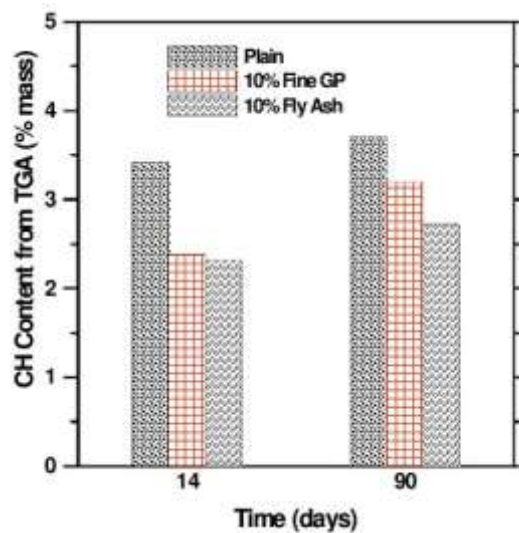 5
4
3
2
1
0
CH Content from TGA (% mass)
Plain
10% Fine GP
10% Fly Ash
14
90
Time (days)